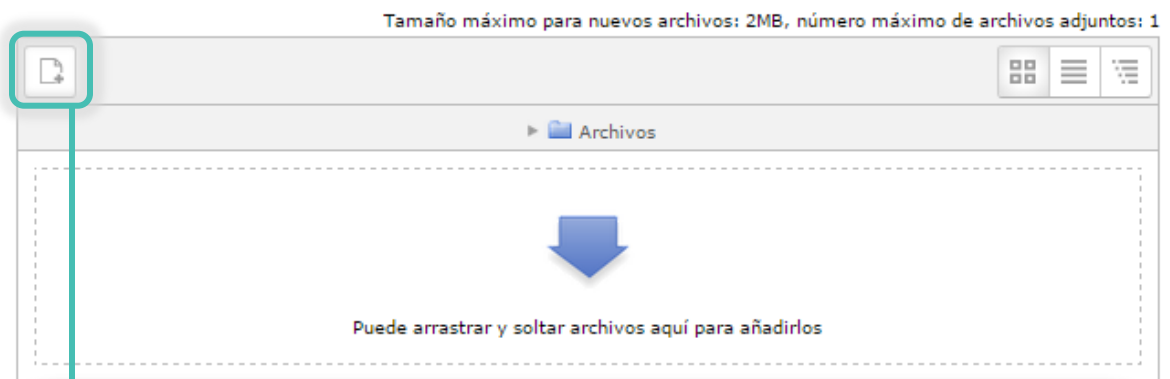 Tamaño máximo para nuevos archivos: 2MB, número máximo de archivos adjuntos: 1
Archivos
Puede arrastrar y soltar archivos aquí para añadirlos